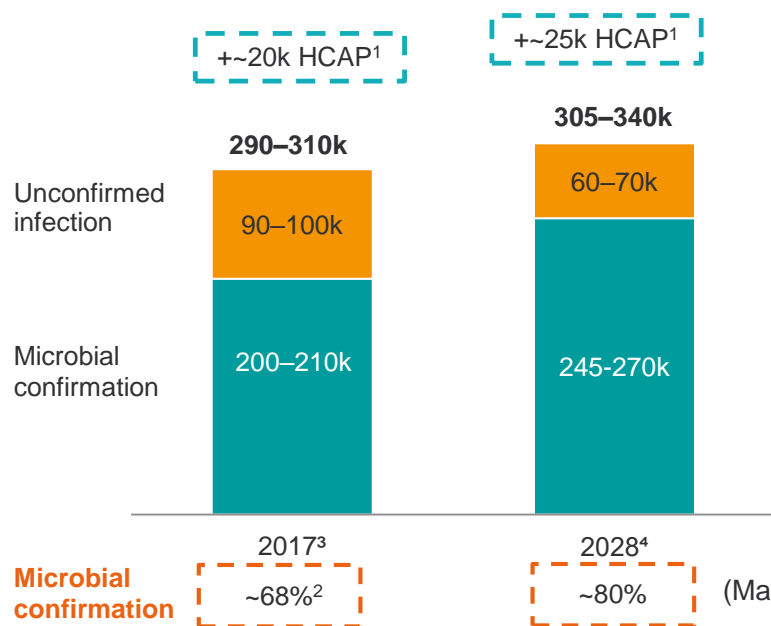 +~20k HCAP¹
+~25k HCAP¹
290–310k
305–340k
Unconfirmed
infection
90–100k
60–70k
Microbial
confirmation
200–210k
245-270k
2017³
2028⁴
Microbial
confirmation
~68%²
~80%
(Ma